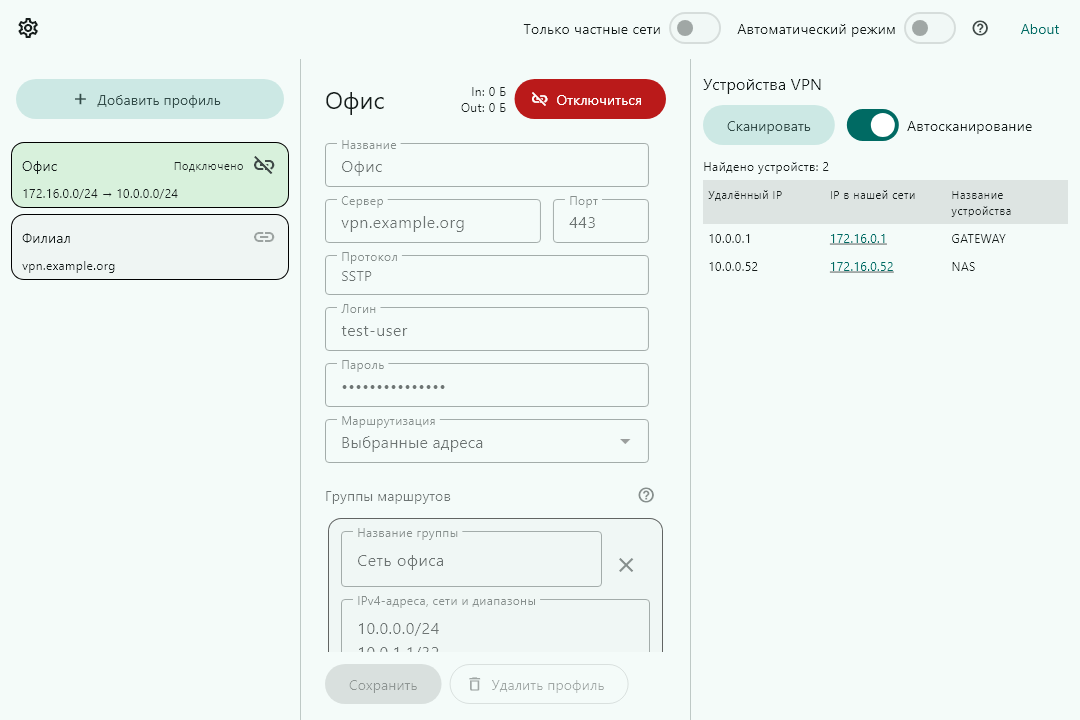 Только частные сети
Автоматический режим
About
Добавить профиль
Офис
Подключено
172.16.0.0/24 → 10.0.0.0/24
Филиал
vpn.example.org
Офис
In: 0 Б
Out: 0 Б
Отключиться
Название
Офис
Сервер
vpn.example.org
Порт
443
Протокол
SSTP
Логин
test-user
Пароль
•••••••••••••••
Маршрутизация
Выбранные адреса
Группы маршрутов
Название группы
Сеть офиса
IPv4-адреса, сети и диапазоны
10.0.0.0/24
10.0.1.1/32
Сохранить
Удалить профиль
Устройства VPN
Сканировать
Автосканирование
Найдено устройств: 2
Удалённый IP
IP в нашей сети
Название
устройства
10.0.0.1
172.16.0.1
GATEWAY
10.0.0.52
172.16.0.52
NAS